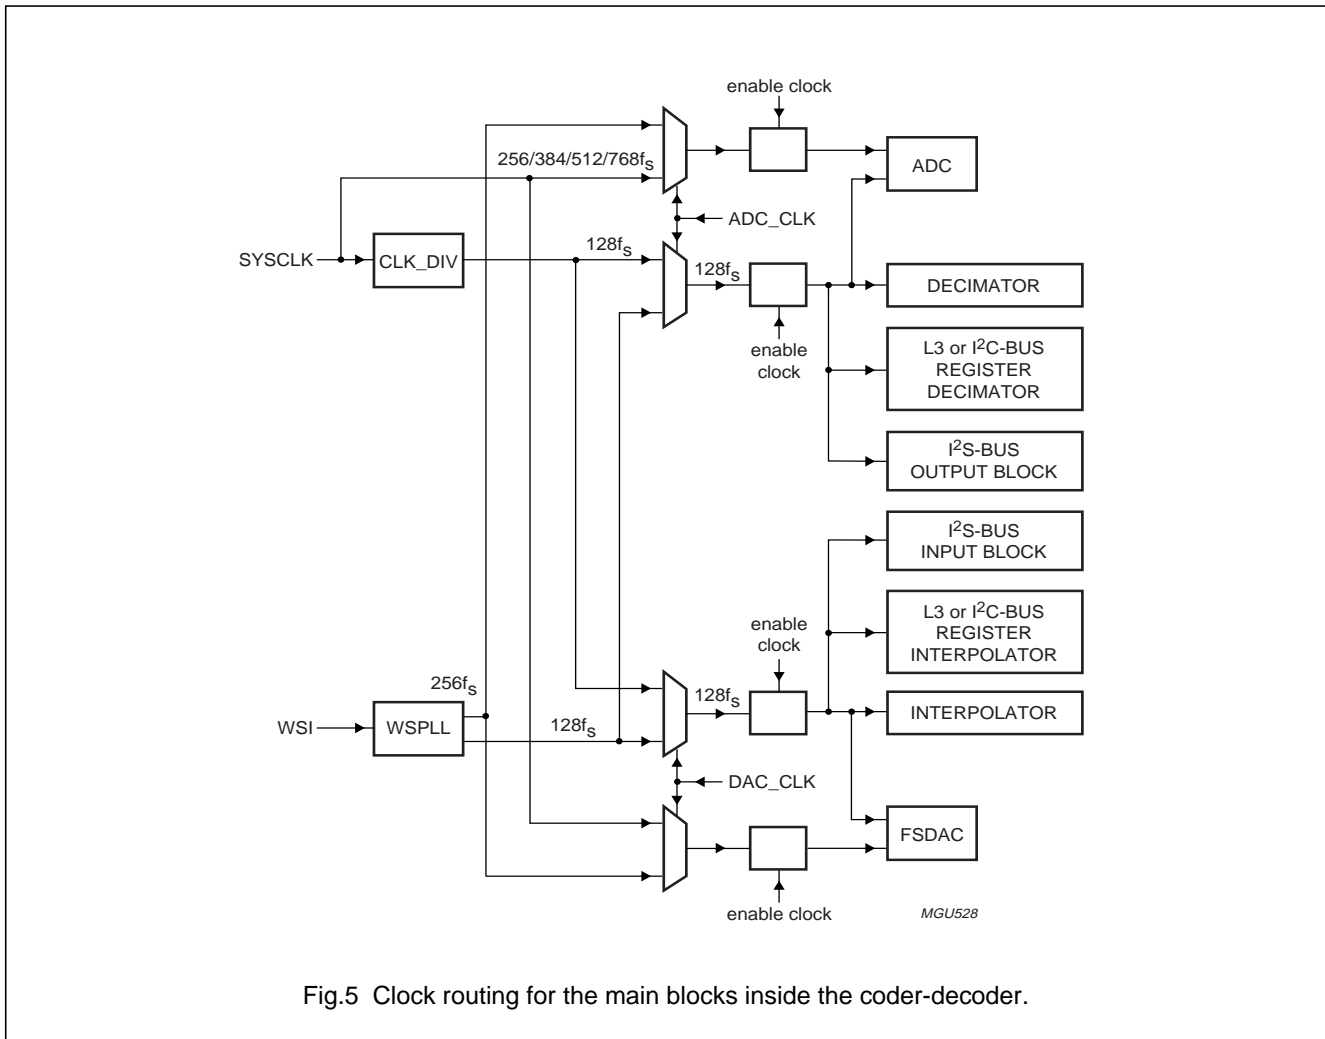 enable clock
256/384/512/768fs
ADC
ADC_CLK
SYSCLK
CLK_DIV
128fs
128fs
DECIMATOR
enable
clock
L3 or I2C-BUS
REGISTER
DECIMATOR
I2S-BUS
OUTPUT BLOCK
I2S-BUS
INPUT BLOCK
enable
clock
L3 or I2C-BUS
REGISTER
INTERPOLATOR
256fs
128fs
INTERPOLATOR
WSI
WSPLL
128fs
DAC_CLK
FSDAC
enable clock
MGU528
Fig.5 Clock routing for the main blocks inside the coder-decoder.